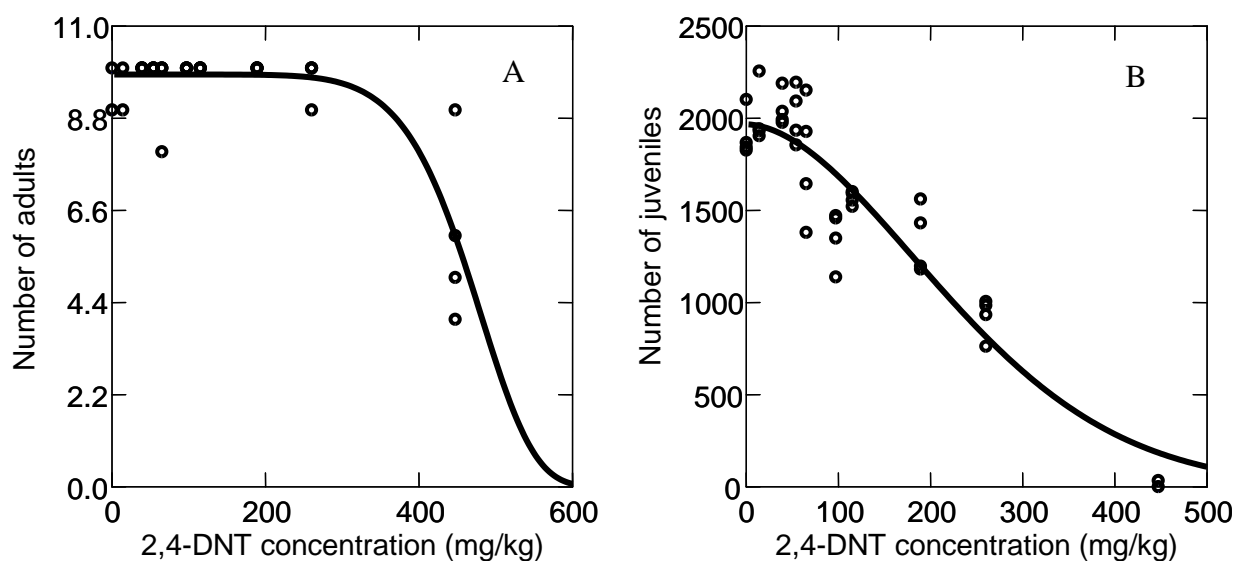 A
Number of adults
11.0
8.8
6.6
4.4
2.2
0.0
0 200 400 600
2,4-DNT concentration (mg/kg)
B
Number of juveniles
2500
2000
1500
1000
500
0
0 100 200 300 400 500
2,4-DNT concentration (mg/kg)